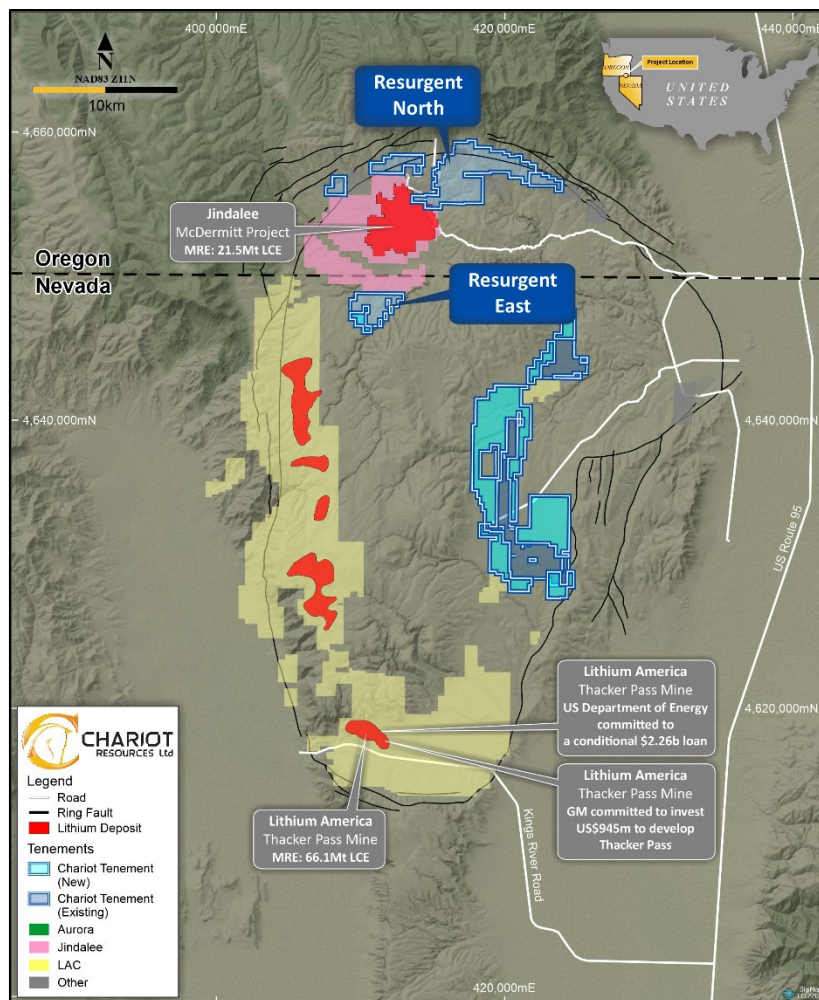 400,000mE
420,000mE
440,000mE
N
NAD83 Z11N
10km
OREGON
NEVADA
Project Location
UNITED
STATES
Resurgent
North
4,660,000mN
Jindalee
McDermitt Project
MRE: 21.5Mt LCE
Oregon
Nevada
Resurgent
East
4,640,000mN
4,640,000mN
US Route 95
Lithium America
Thacker Pass Mine
US Department of Energy
committed to
a conditional $2.26b loan
4,620,000mN
Lithium America
Thacker Pass Mine
GM committed to invest
US$945m to develop
Thacker Pass
Lithium America
Thacker Pass Mine
MRE: 66.1Mt LCE
Kings River Road
CHARIOT
RESOURCES Ltd
Legend
Road
Ring Fault
Lithium Deposit
Tenements
Chariot Tenement
(New)
Chariot Tenement
(Existing)
Aurora
Jindalee
LAC
Other
420,000mE